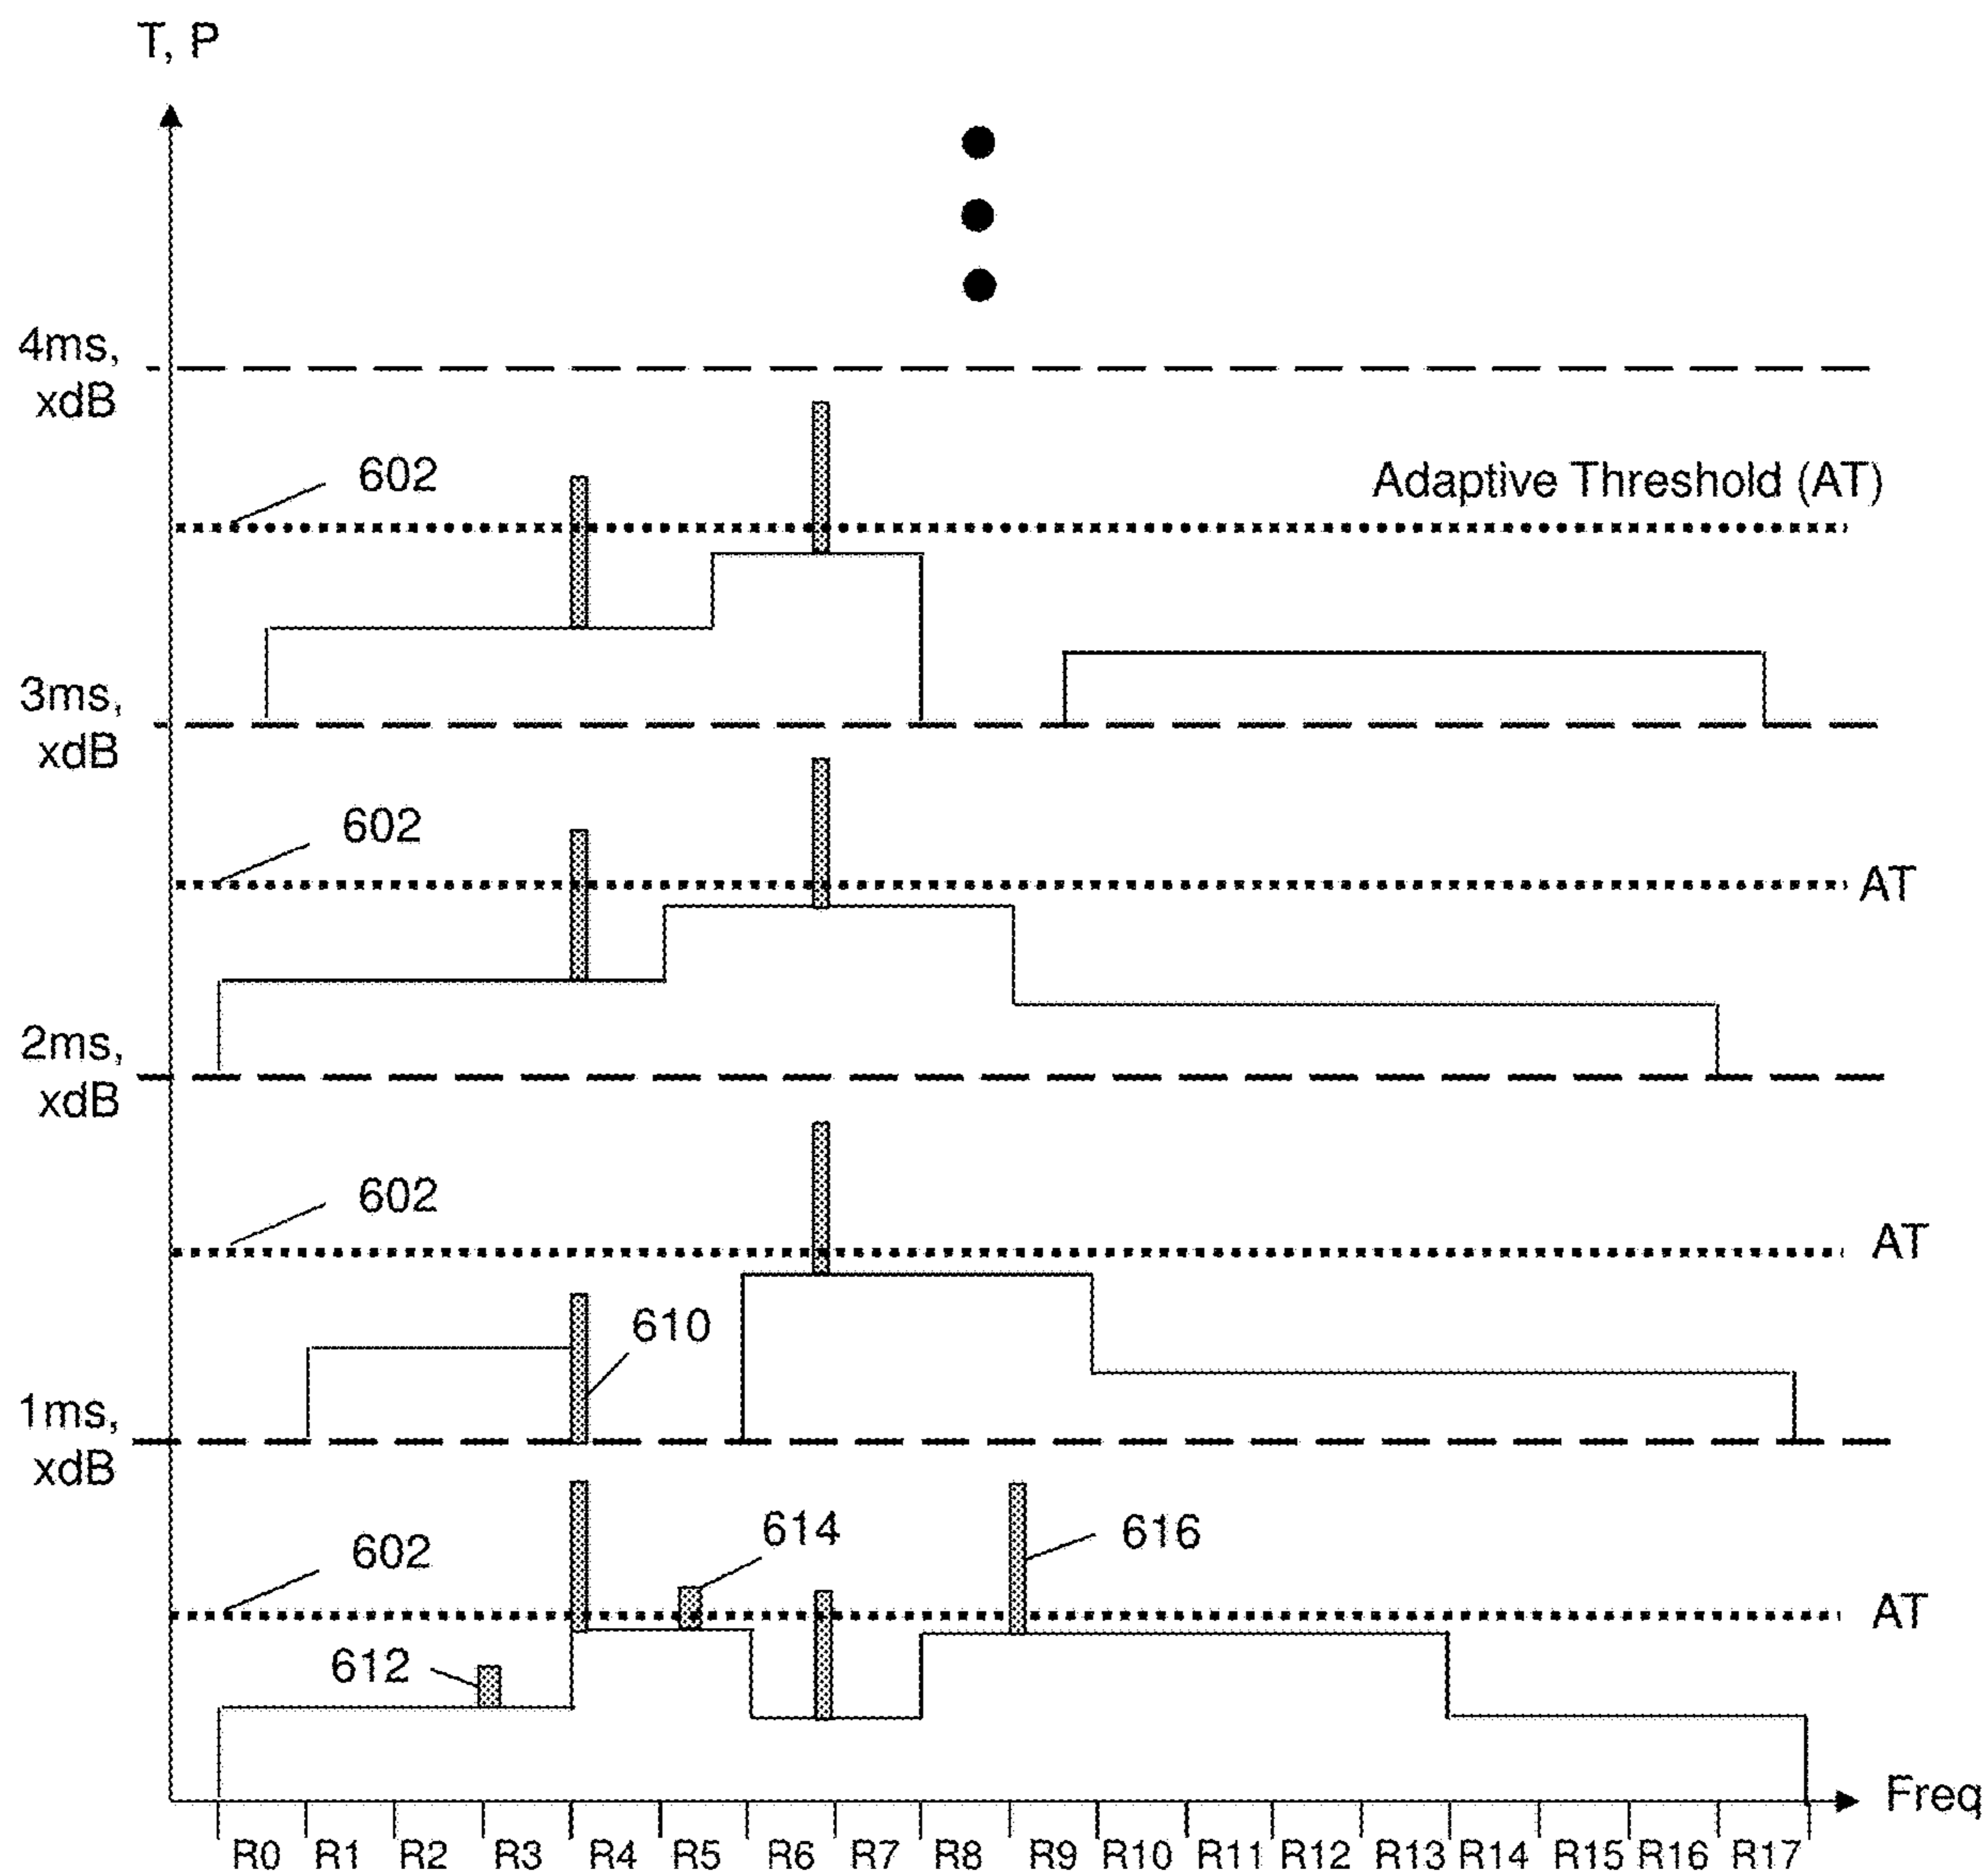 T, P
4ms,
xdB
602
Adaptive Threshold (AT)
3ms,
xdB
602
AT
2ms,
xdB
602
AT
610
1ms,
xdB
614
616
602
AT
612
Freq
R0 R1 R2 R3 R4 R5 R6 R7 R8 R9 R10 R11 R12 R13 R14 R15 R16 R17